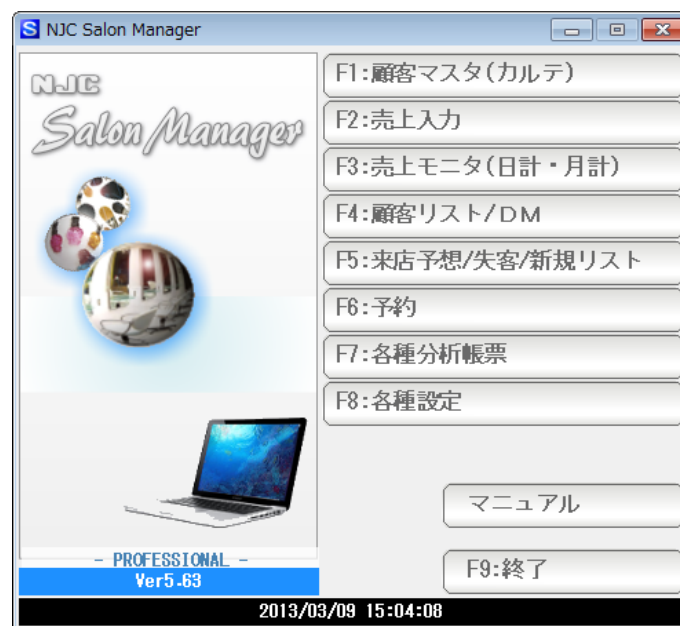 NJC Salon Manager
NJC
Salon Manager
F1:顧客マスタ(カルテ)
F2:売上入力
F3:売上モニタ(日計・月計)
F4:顧客リスト/DM
F5:来店予想/失客/新規リスト
F6:予約
F7:各種分析帳票
F8:各種設定
マニュアル
F9:終了
- PROFESSIONAL -
Ver5.63
2013/03/09 15:04:08